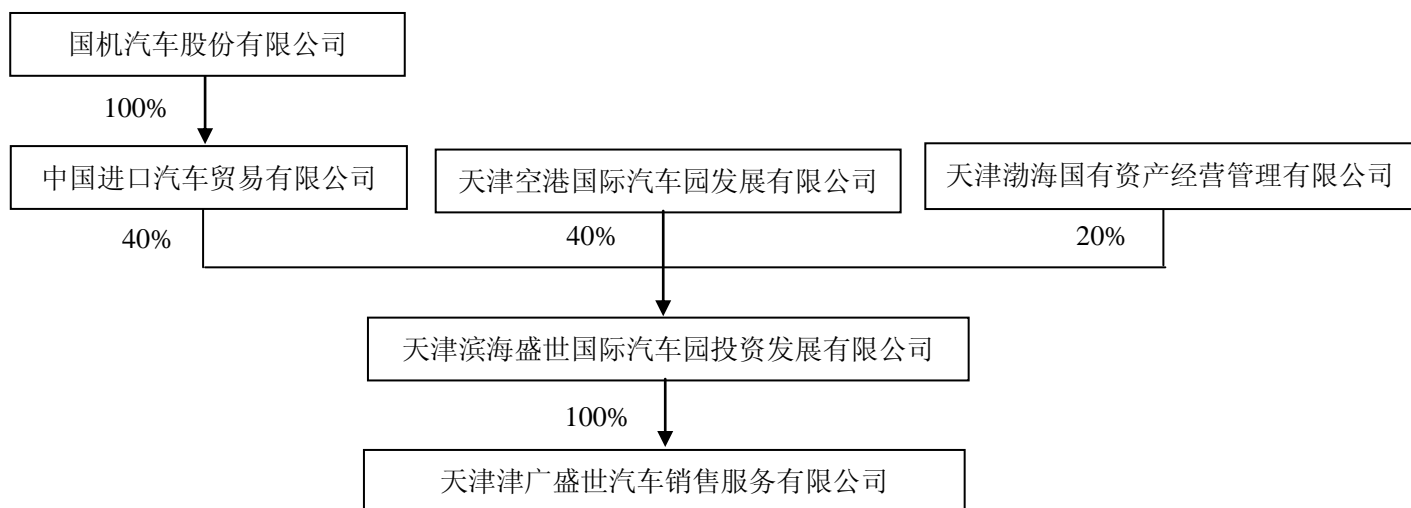 国机汽车股份有限公司
100%
中国进口汽车贸易有限公司
天津空港国际汽车园发展有限公司
天津渤海国有资产经营管理有限公司
40%
40%
20%
天津滨海盛世国际汽车园投资发展有限公司
100%
天津津广盛世汽车销售服务有限公司